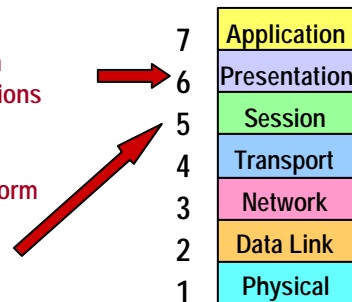 7 Application
6 Presentation
ions
5 Session
4 Transport
orm
3 Network
2 Data Link
1 Physical